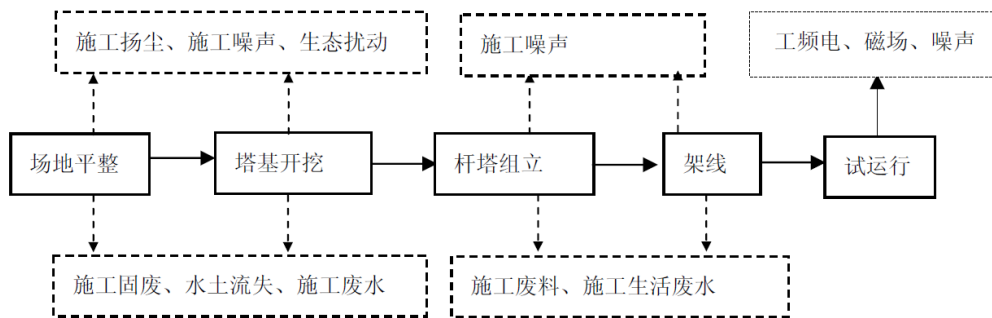 施工扬尘、施工噪声、生态扰动
施工噪声
工频电、磁场、噪声
场地平整
塔基开挖
杆塔组立
架线
试运行
施工固废、水土流失、施工废水
施工废料、施工生活废水